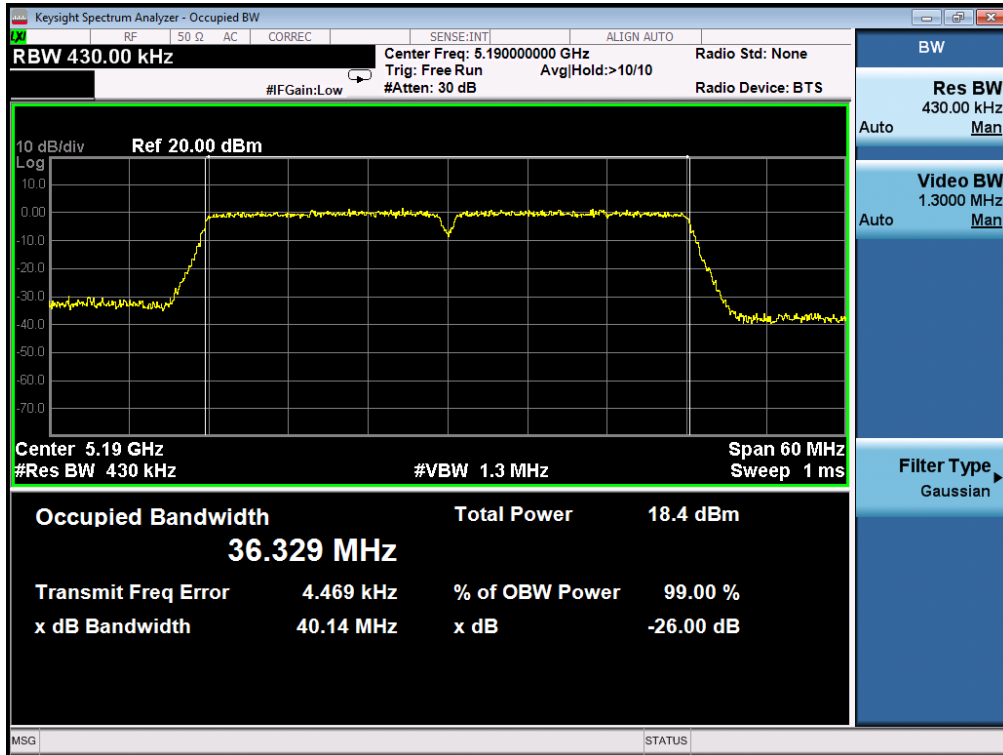 Keysight Spectrum Analyzer - Occupied BW
LXI RF 50 Ω AC CORREC SENSE:INT ALIGN AUTO
RBW 430.00 kHz
#IFGain:Low
Center Freq: 5.190000000 GHz
Trig: Free Run Avg|Hold:>10/10
#Atten: 30 dB
Radio Std: None
Radio Device: BTS
10 dB/div Ref 20.00 dBm
Log
10.0
0.00
-10.0
-20.0
-30.0
-40.0
-50.0
-60.0
-70.0
Center 5.19 GHz Span 60 MHz
#Res BW 430 kHz #VBW 1.3 MHz Sweep 1 ms
Occupied Bandwidth Total Power 18.4 dBm
36.329 MHz
Transmit Freq Error 4.469 kHz % of OBW Power 99.00 %
x dB Bandwidth 40.14 MHz x dB -26.00 dB
MSG STATUS
BW
Res BW
430.00 kHz
Auto Man
Video BW
1.3000 MHz
Auto Man
Filter Type
Gaussian